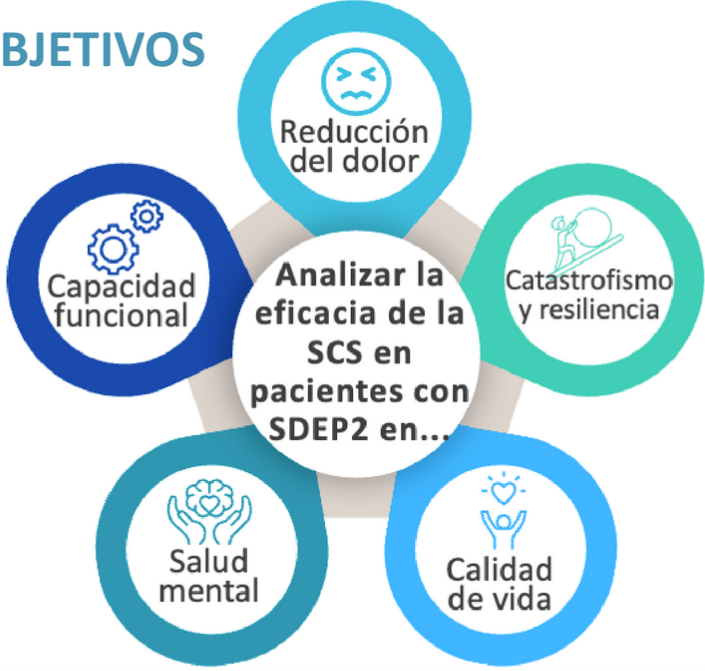 BJETIVOS
Reducción
del dolor
Capacidad
funcional
Analizar la
eficacia de la
SCS en
pacientes con
SDEP2 en...
Catastrofismo
y resiliencia
Salud
mental
Calidad
de vida